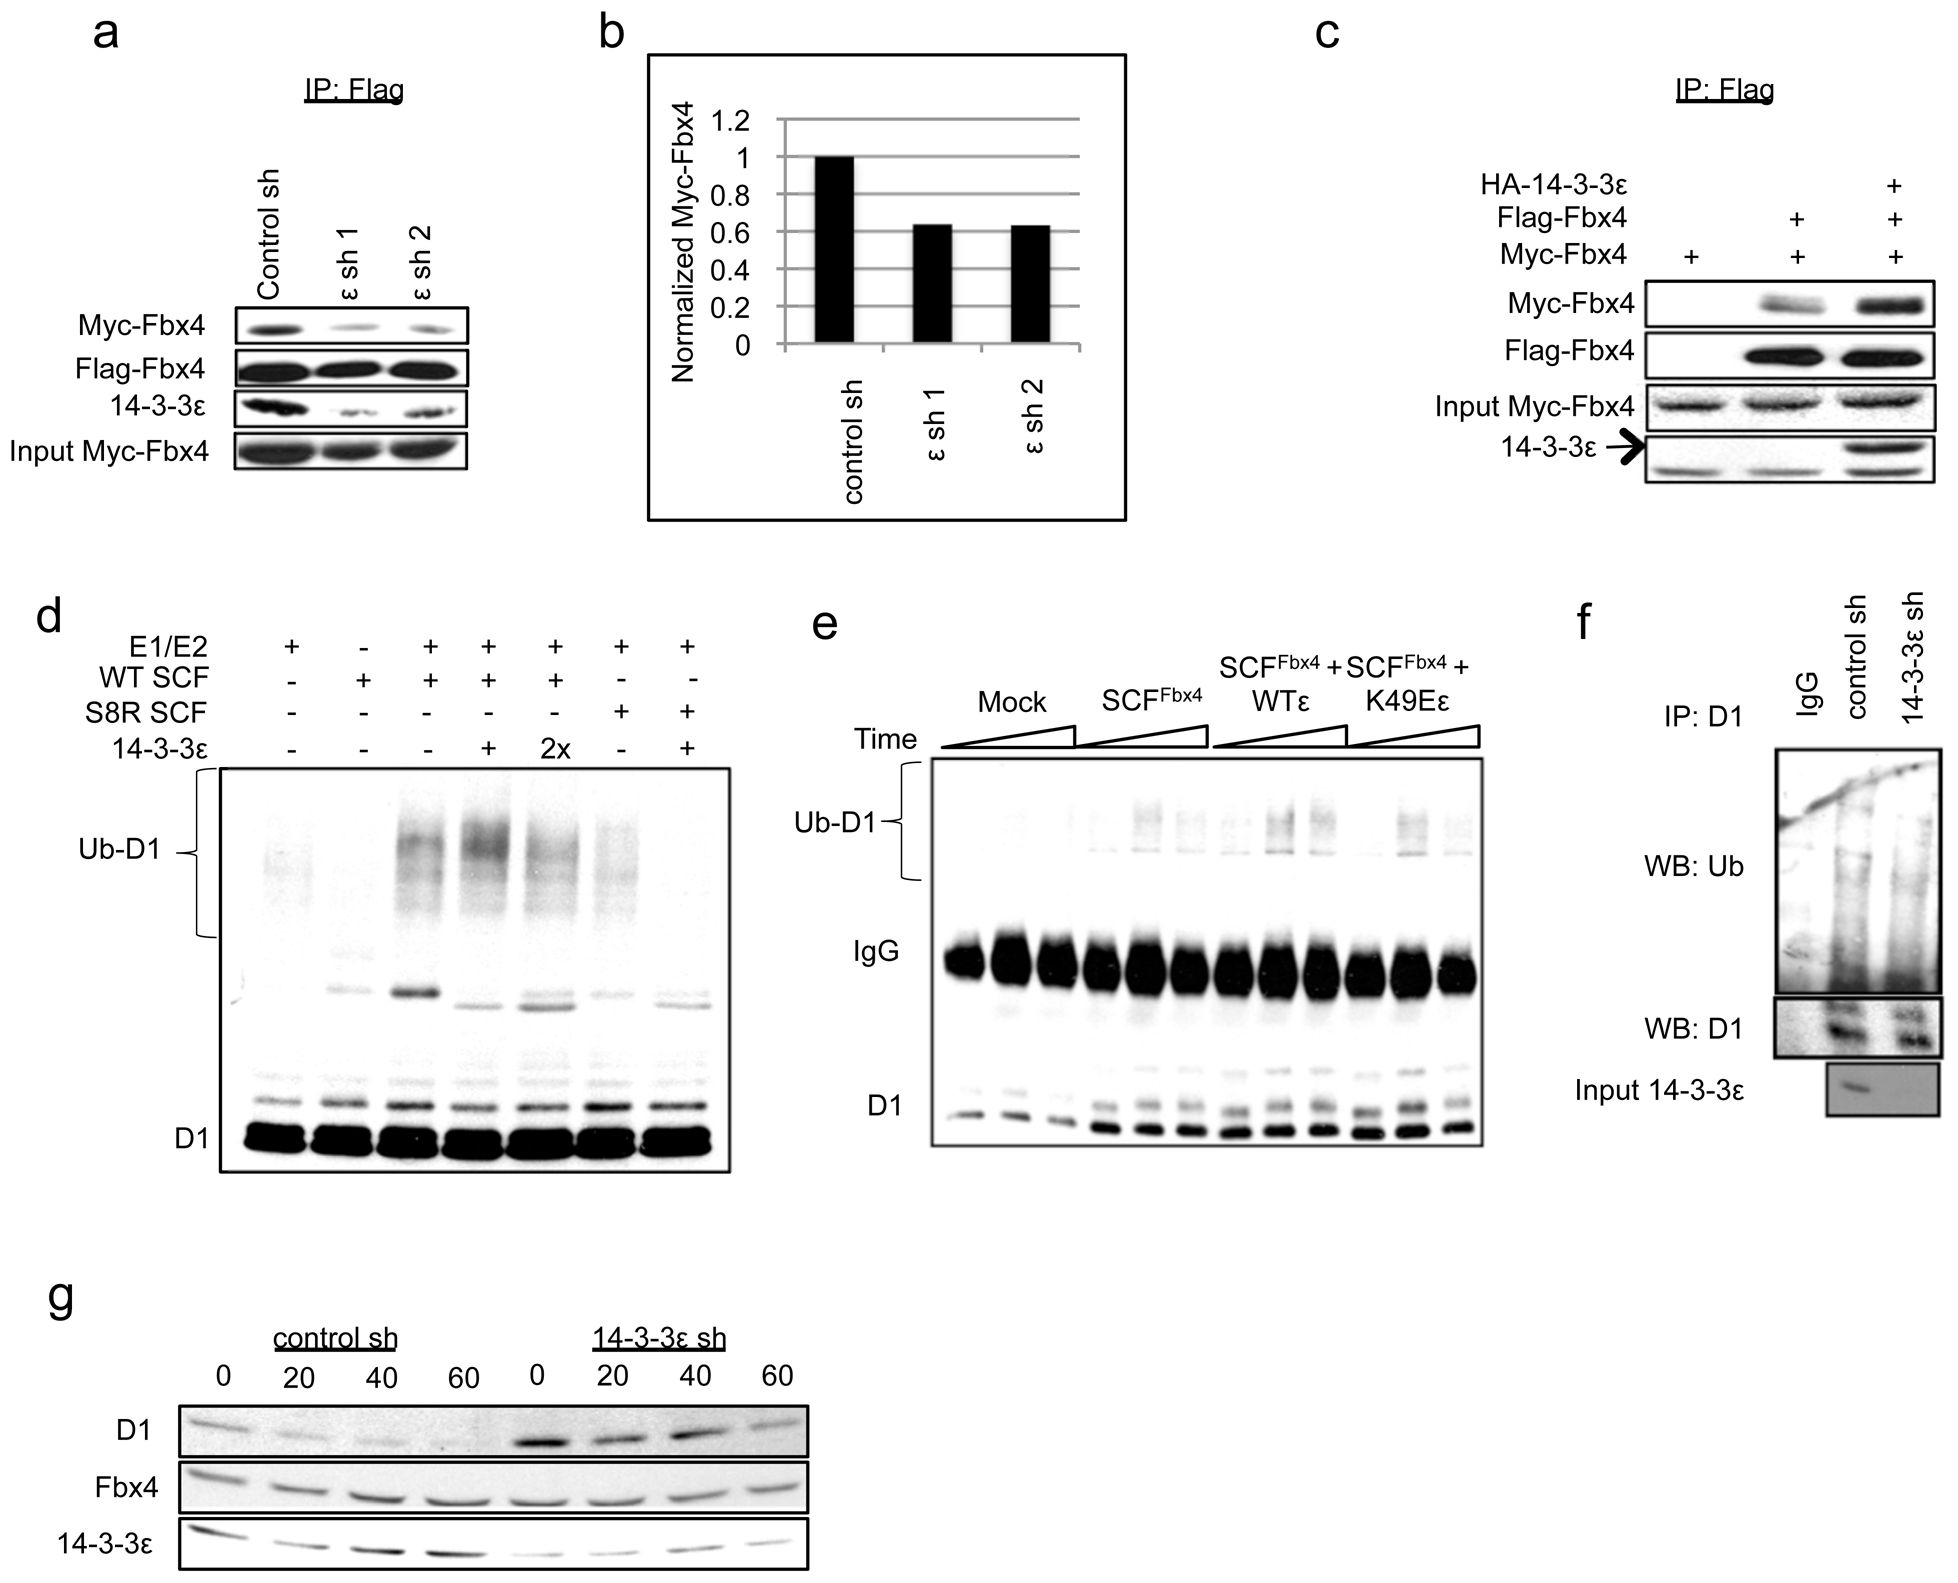 a
IP: Flag
Control sh
ε sh 1
ε sh 2
Myc-Fbx4
Flag-Fbx4
14-3-3ε
Input Myc-Fbx4
b
Normalized Myc-Fbx4
1.2
1
0.8
0.6
0.4
0.2
0
control sh
ε sh 1
ε sh 2
c
IP: Flag
HA-14-3-3ε +
Flag-Fbx4 + +
Myc-Fbx4 + + +
Myc-Fbx4
Flag-Fbx4
Input Myc-Fbx4
14-3-3ε
d
E1/E2 + - + + + + +
WT SCF - + + + + - -
S8R SCF - - - - - + +
14-3-3ε - - - + 2x - +
Ub-D1
D1
e
Mock
SCFFbx4
SCFFbx4 + WTε
SCFFbx4 + K49Eε
Time
Ub-D1
IgG
D1
f
IP: D1
IgG
control sh
14-3-3ε sh
WB: Ub
WB: D1
Input 14-3-3ε
g
control sh 14-3-3ε sh
0 20 40 60 0 20 40 60
D1
Fbx4
14-3-3ε